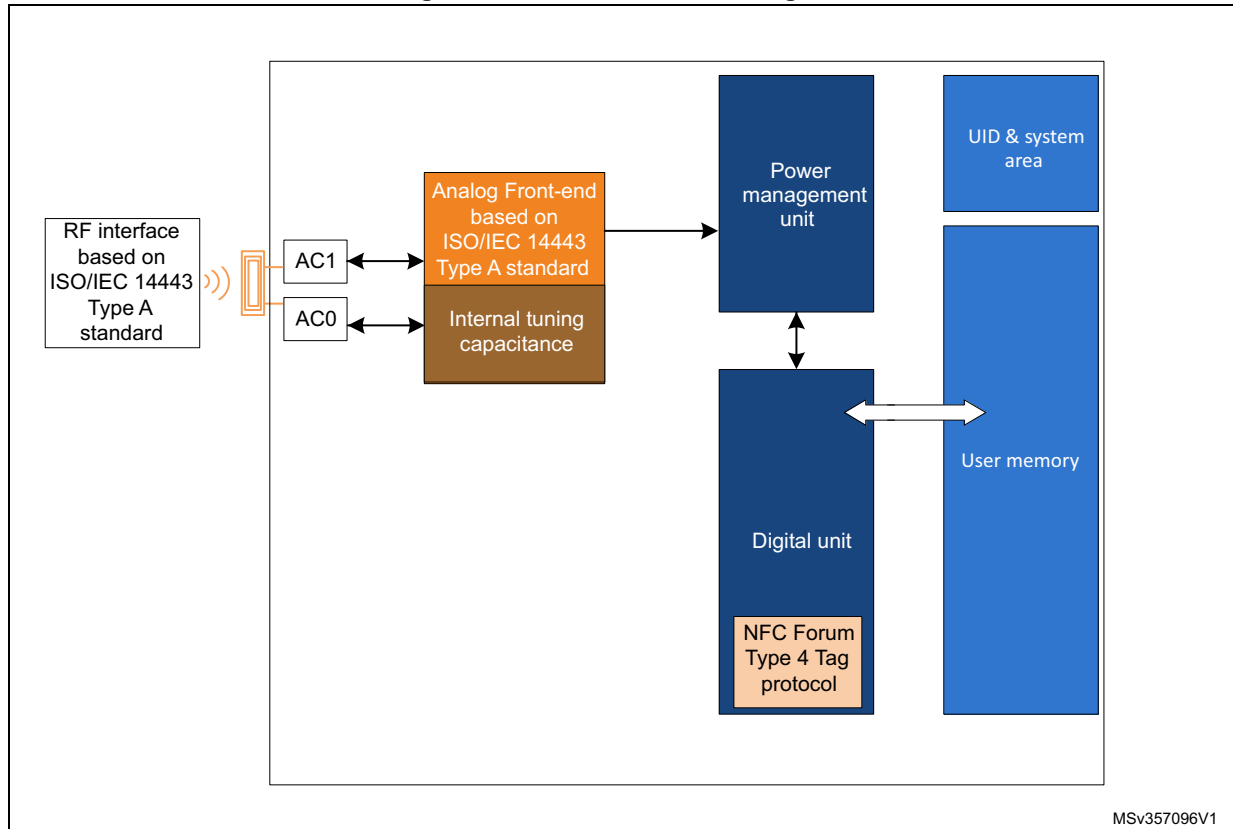 RF interface
based on
ISO/IEC 14443
Type A
standard
AC1
AC0
Analog Front-end
based on
ISO/IEC 14443
Type A standard
Internal tuning
capacitance
Power
management
unit
Digital unit
NFC Forum
Type 4 Tag
protocol
UID & system
area
User memory
MSv357096V1